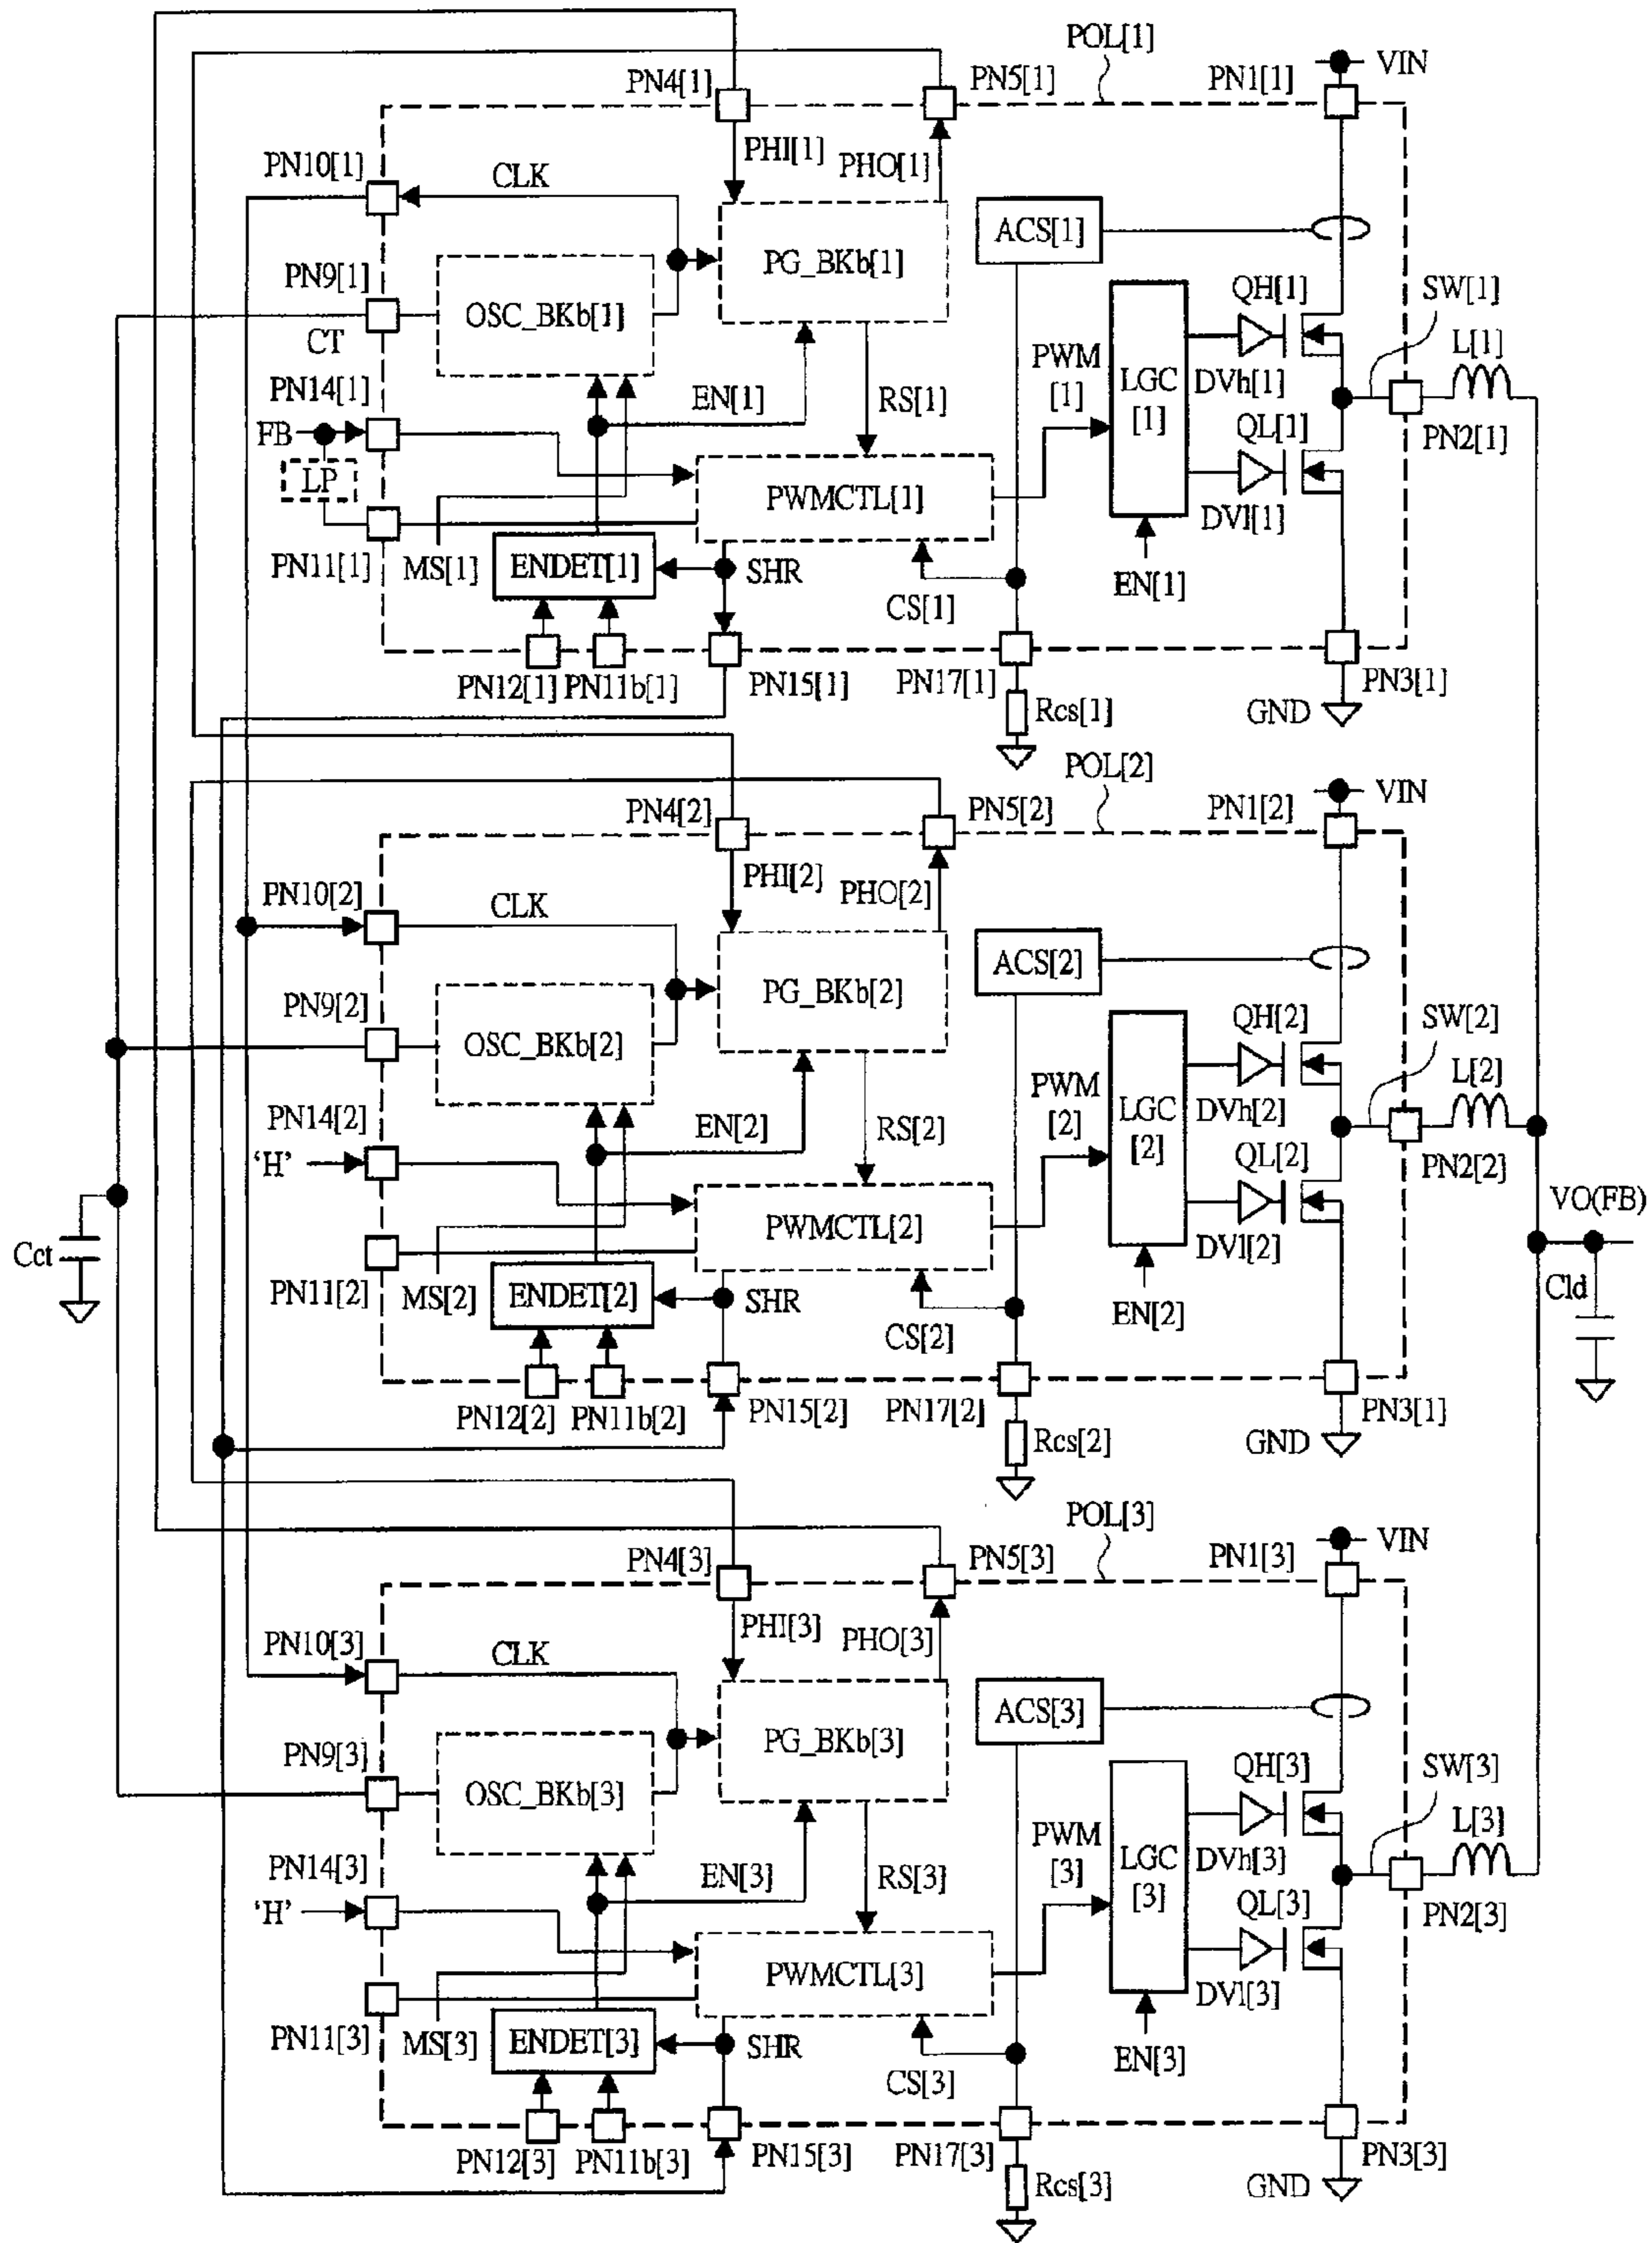 POL[1]
PN4[1]
PN5[1]
PN1[1]
VIN
PHI[1]
PHO[1]
PN10[1]
CLK
ACS[1]
PG_BKb[1]
PN9[1]
OSC_BKb[1]
CT
QH[1]
SW[1]
L[1]
PWM
[1]
LGC
[1]
DVh[1]
PN14[1]
EN[1]
RS[1]
FB
QL[1]
PN2[1]
LP
PWMCTL[1]
DVl[1]
PN11[1]
MS[1]
ENDET[1]
SHR
CS[1]
EN[1]
PN12[1]
PN11b[1]
PN15[1]
PN17[1]
PN3[1]
Rcs[1]
GND
POL[2]
PN4[2]
PN5[2]
PN1[2]
VIN
PHI[2]
PHO[2]
PN10[2]
CLK
ACS[2]
PG_BKb[2]
PN9[2]
OSC_BKb[2]
QH[2]
SW[2]
L[2]
PWM
[2]
LGC
[2]
DVh[2]
PN14[2]
EN[2]
RS[2]
'H'
QL[2]
PN2[2]
VO(FB)
PWMCTL[2]
DVl[2]
Cct
PN11[2]
MS[2]
ENDET[2]
SHR
Cld
CS[2]
EN[2]
PN12[2]
PN11b[2]
PN15[2]
PN17[2]
PN3[1]
Rcs[2]
GND
POL[3]
PN4[3]
PN5[3]
PN1[3]
VIN
PHI[3]
PHO[3]
PN10[3]
CLK
ACS[3]
PG_BKb[3]
PN9[3]
OSC_BKb[3]
QH[3]
SW[3]
L[3]
PWM
[3]
LGC
[3]
DVh[3]
PN14[3]
EN[3]
RS[3]
'H'
QL[3]
PN2[3]
PWMCTL[3]
DVl[3]
PN11[3]
MS[3]
ENDET[3]
SHR
CS[3]
EN[3]
PN12[3]
PN11b[3]
PN15[3]
PN17[3]
PN3[3]
Rcs[3]
GND